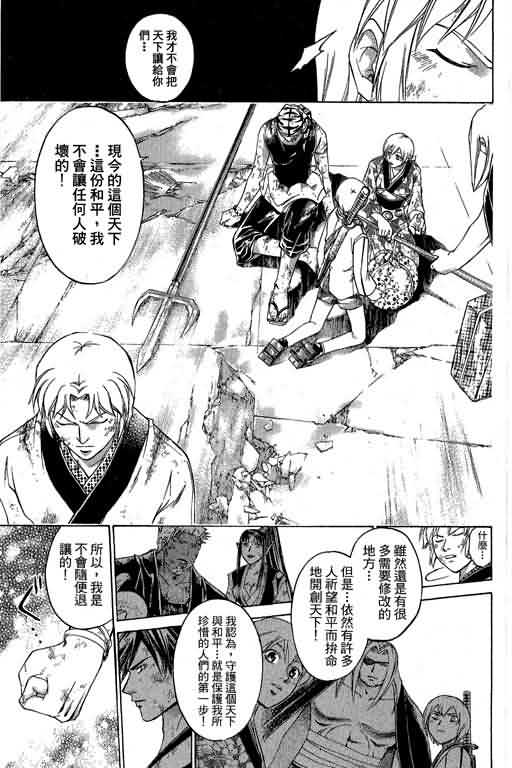 我才不會把
天下讓給你
們…
現今的這個天下
…這份和平，我
不會讓任何人破
壞的！
什麼…
雖然還是有很
多需要修改的
地方…
但是…依然有許多
人祈望和平而拚命
地開創天下！
我認為，守護這個天下
與和平…就是保護我所
珍惜的人們的第一步！
所以，我是
不會隨便退
讓的！